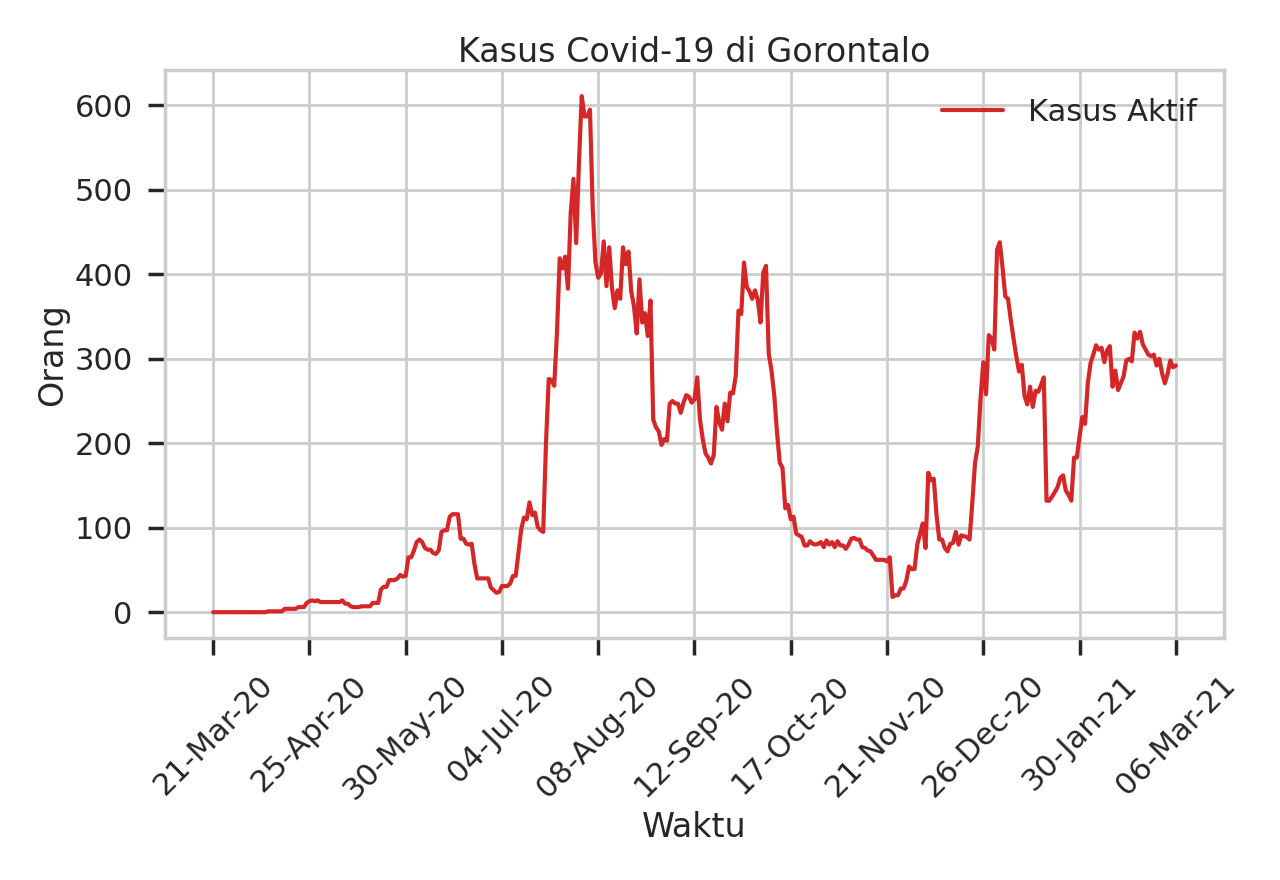 Kasus Covid-19 di Gorontalo
Kasus Aktif
600
500
400
300
200
100
0
Orang
21-Mar-20
25-Apr-20
30-May-20
04-Jul-20
08-Aug-20
12-Sep-20
17-Oct-20
21-Nov-20
26-Dec-20
30-Jan-21
06-Mar-21
Waktu